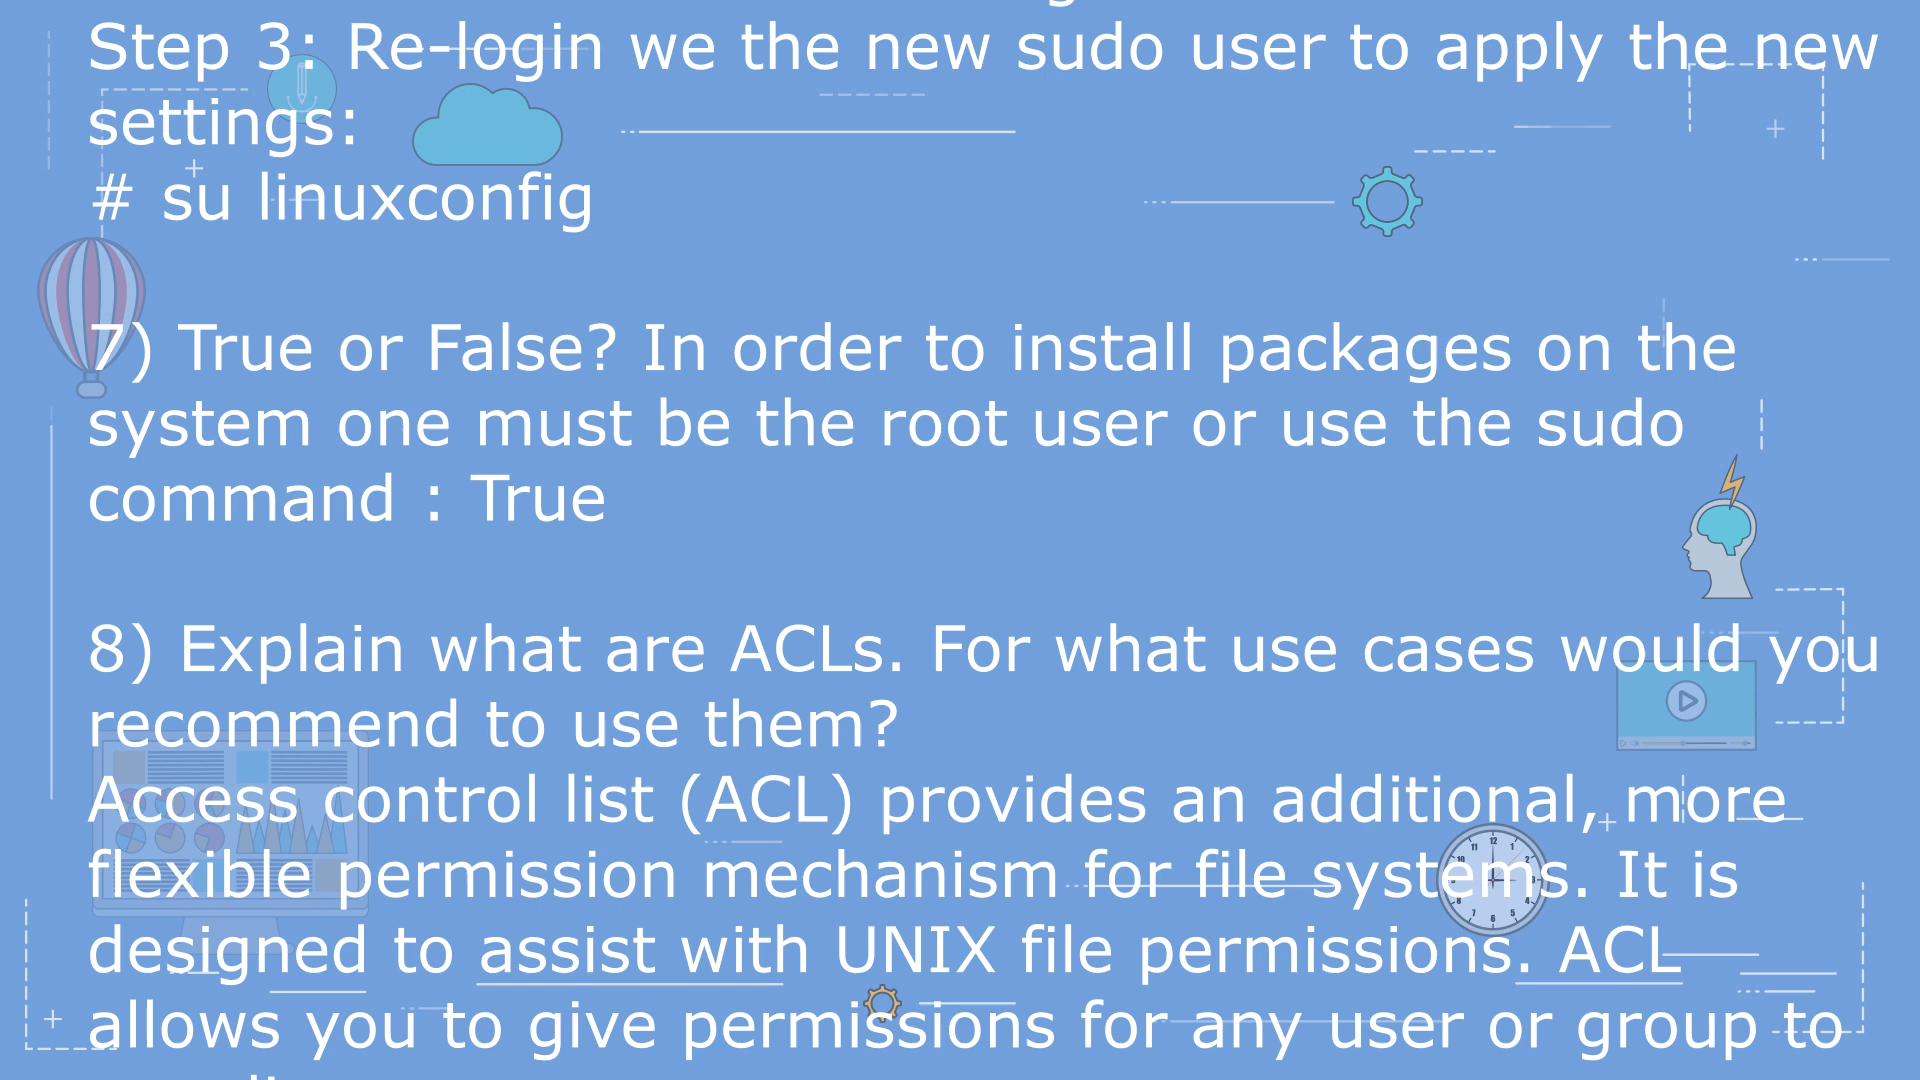 Step 3: Re-login we the new sudo user to apply the new
settings:
# su linuxconfig
7) True or False? In order to install packages on the
system one must be the root user or use the sudo
command : True
8) Explain what are ACLs. For what use cases would you
recommend to use them?
Access control list (ACL) provides an additional, more
flexible permission mechanism for file systems. It is
designed to assist with UNIX file permissions. ACL
allows you to give permissions for any user or group to